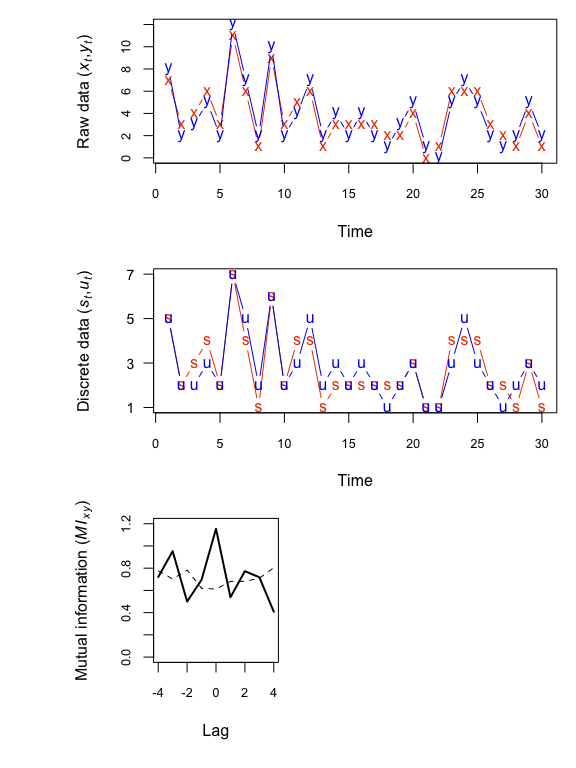 Raw data (x_t,y_t)
0 2 4 6 8 10
y x x y x y x y x y y x y x y x y x x y x y x y y x x y y x y x x y x y x y y x x y y x y x x y x y y x x y x y x y y x
0 5 10 15 20 25 30
Time
Discrete data (s_t,u_t)
1 3 5 7
s u s u s u s u s u s u u s u s s u s u s u u s u s u s s u u s s u s u s u s u s u s u s u u s s u s u s u u s s u u s
0 5 10 15 20 25 30
Time
Mutual information (MI_xy)
0.0 0.4 0.8 1.2
-4 -2 0 2 4
Lag